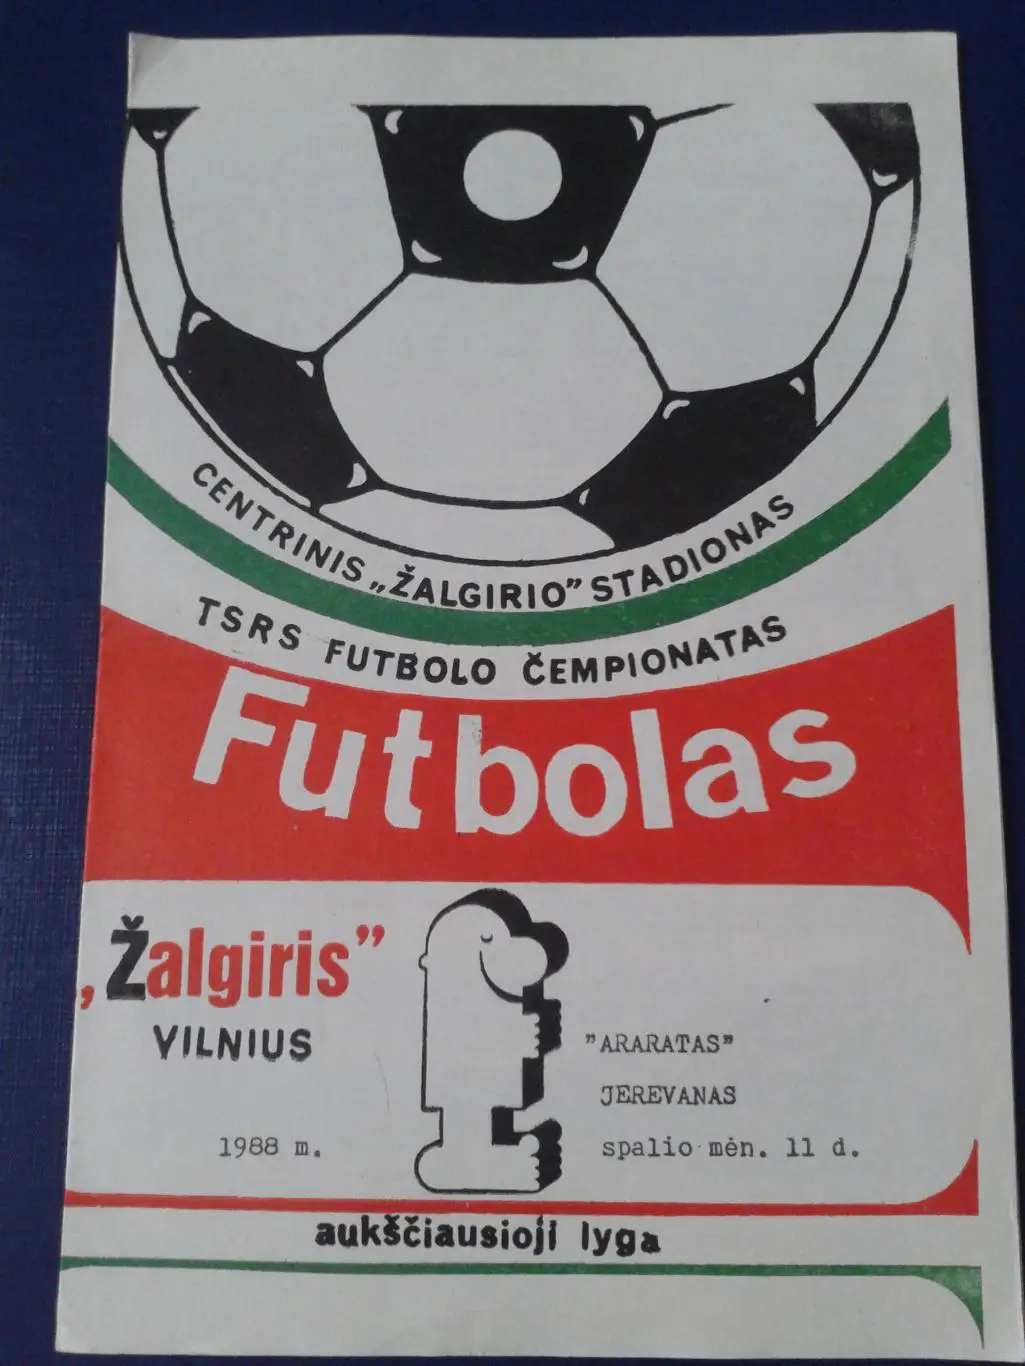 CENTRINIS „ŽALGIRIO” STADIONAS
TSRS FUTBOLO ČEMPIONATAS
Futbolas
„Žalgiris”
VILNIUS
"ARARATAS"
JEREVANAS
1988 m. spalio mėn. 11 d.
aukščiausioji lyga